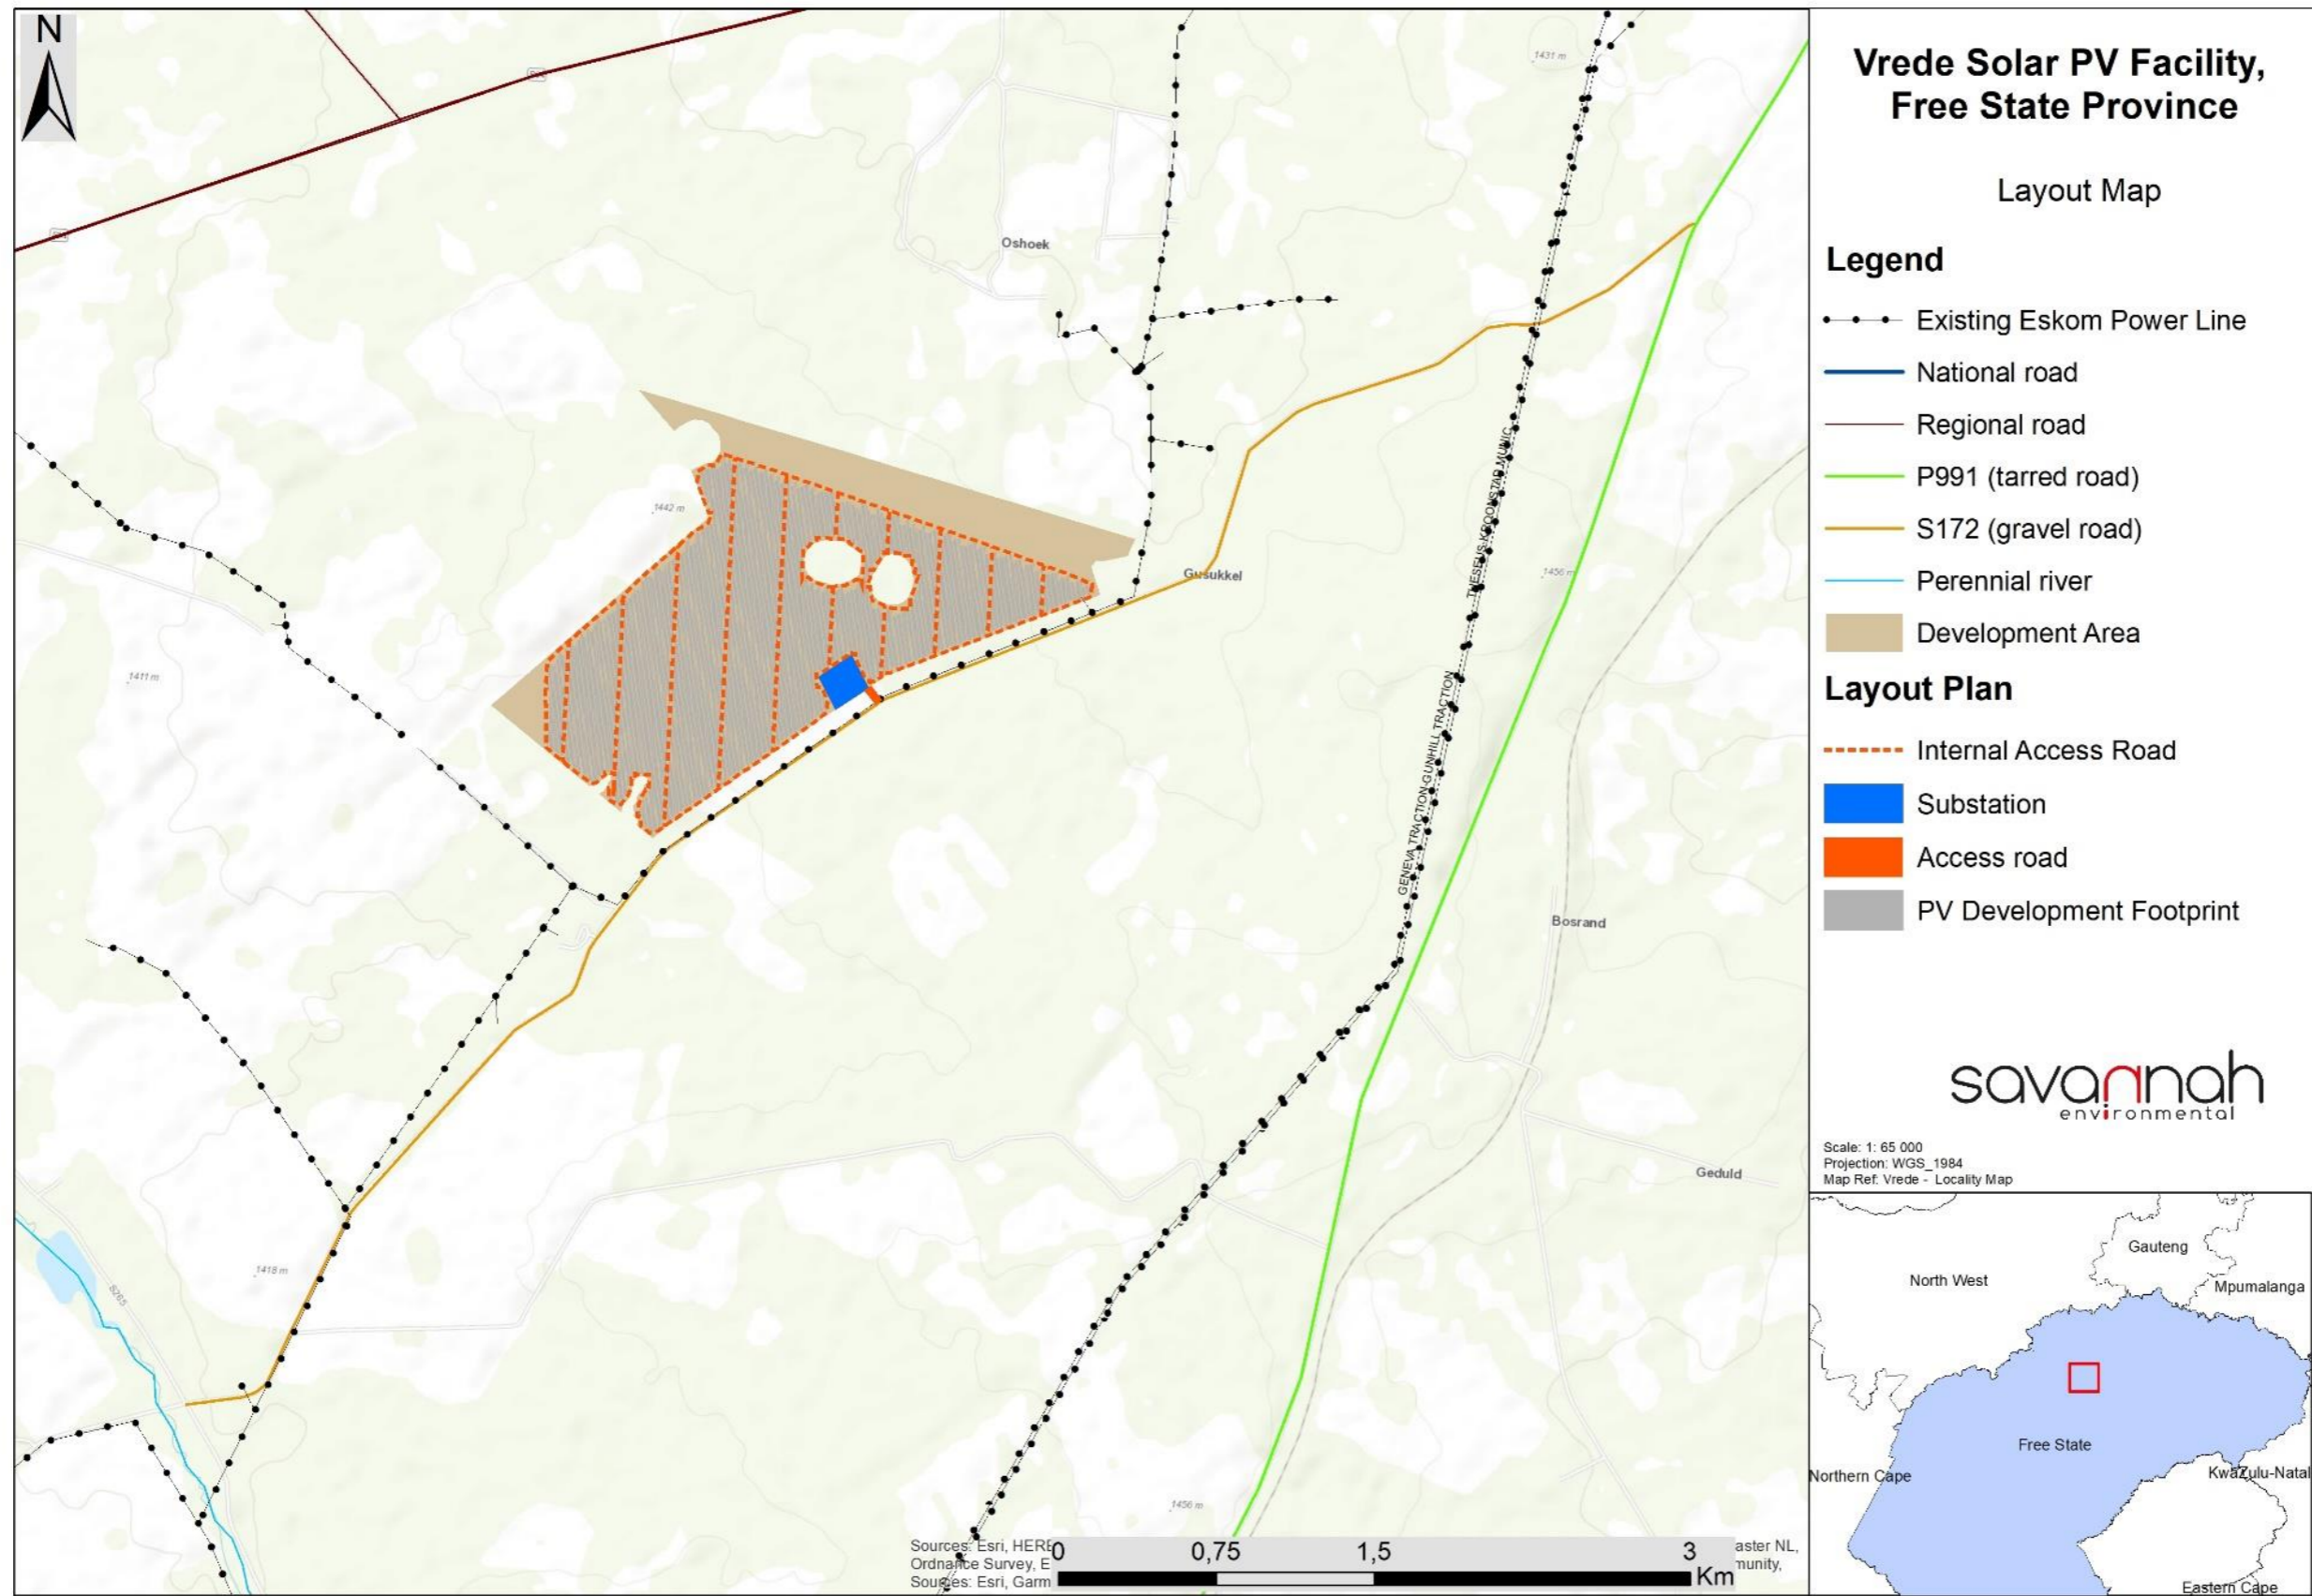 N
1431 m
Oshoek
1442 m
Gusukkel
THESEUS-KROONSTAD MUNIC
1456 m
1411 m
GENEVA TRACTION-GUNHILL TRACTION
Bosrand
Geduld
1418 m
S265
1456 m
Sources: Esri, HERE
Ordnance Survey, E
Sources: Esri, Garm
aster NL,
munity,
0 0,75 1,5 3
Km
Vrede Solar PV Facility,
Free State Province
Layout Map
Legend
Existing Eskom Power Line
National road
Regional road
P991 (tarred road)
S172 (gravel road)
Perennial river
Development Area
Layout Plan
Internal Access Road
Substation
Access road
PV Development Footprint
savannah
environmental
Scale: 1: 65 000
Projection: WGS_1984
Map Ref: Vrede - Locality Map
Gauteng
North West
Mpumalanga
Free State
Northern Cape
KwaZulu-Natal
Eastern Cape